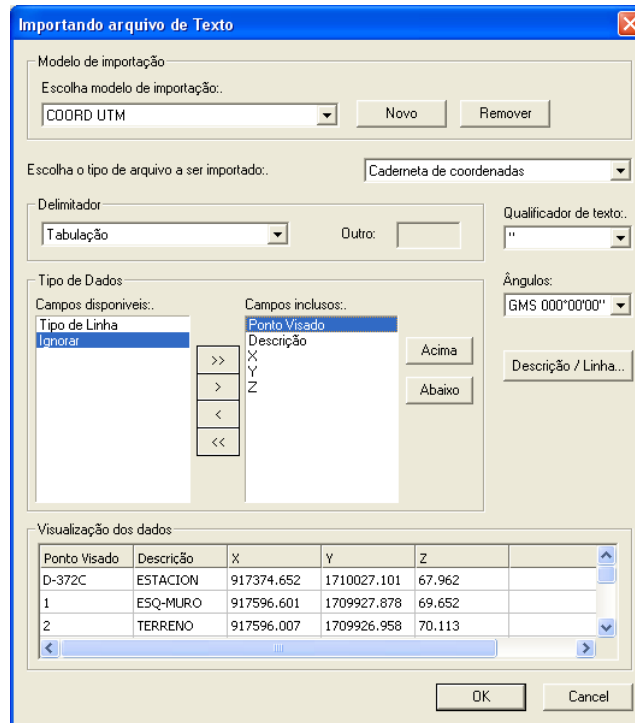 Importando arquivo de Texto
Modelo de importação
Escolha modelo de importação:.
COORD UTM
Novo
Remover
Escolha o tipo de arquivo a ser importado:.
Caderneta de coordenadas
Delimitador
Tabulação
Outro:
Qualificador de texto:.
"
Tipo de Dados
Campos disponiveis:.
Tipo de Linha
Ignorar
>>
>
<
<<
Campos inclusos:.
Ponto Visado
Descrição
X
Y
Z
Acima
Abaixo
Ângulos:
GMS 000°00'00"
Descrição / Linha...
Visualização dos dados
Ponto Visado Descrição X Y Z
D-372C ESTACION 917374.652 1710027.101 67.962
1 ESQ-MURO 917596.601 1709927.878 69.652
2 TERRENO 917596.007 1709926.958 70.113
OK
Cancel